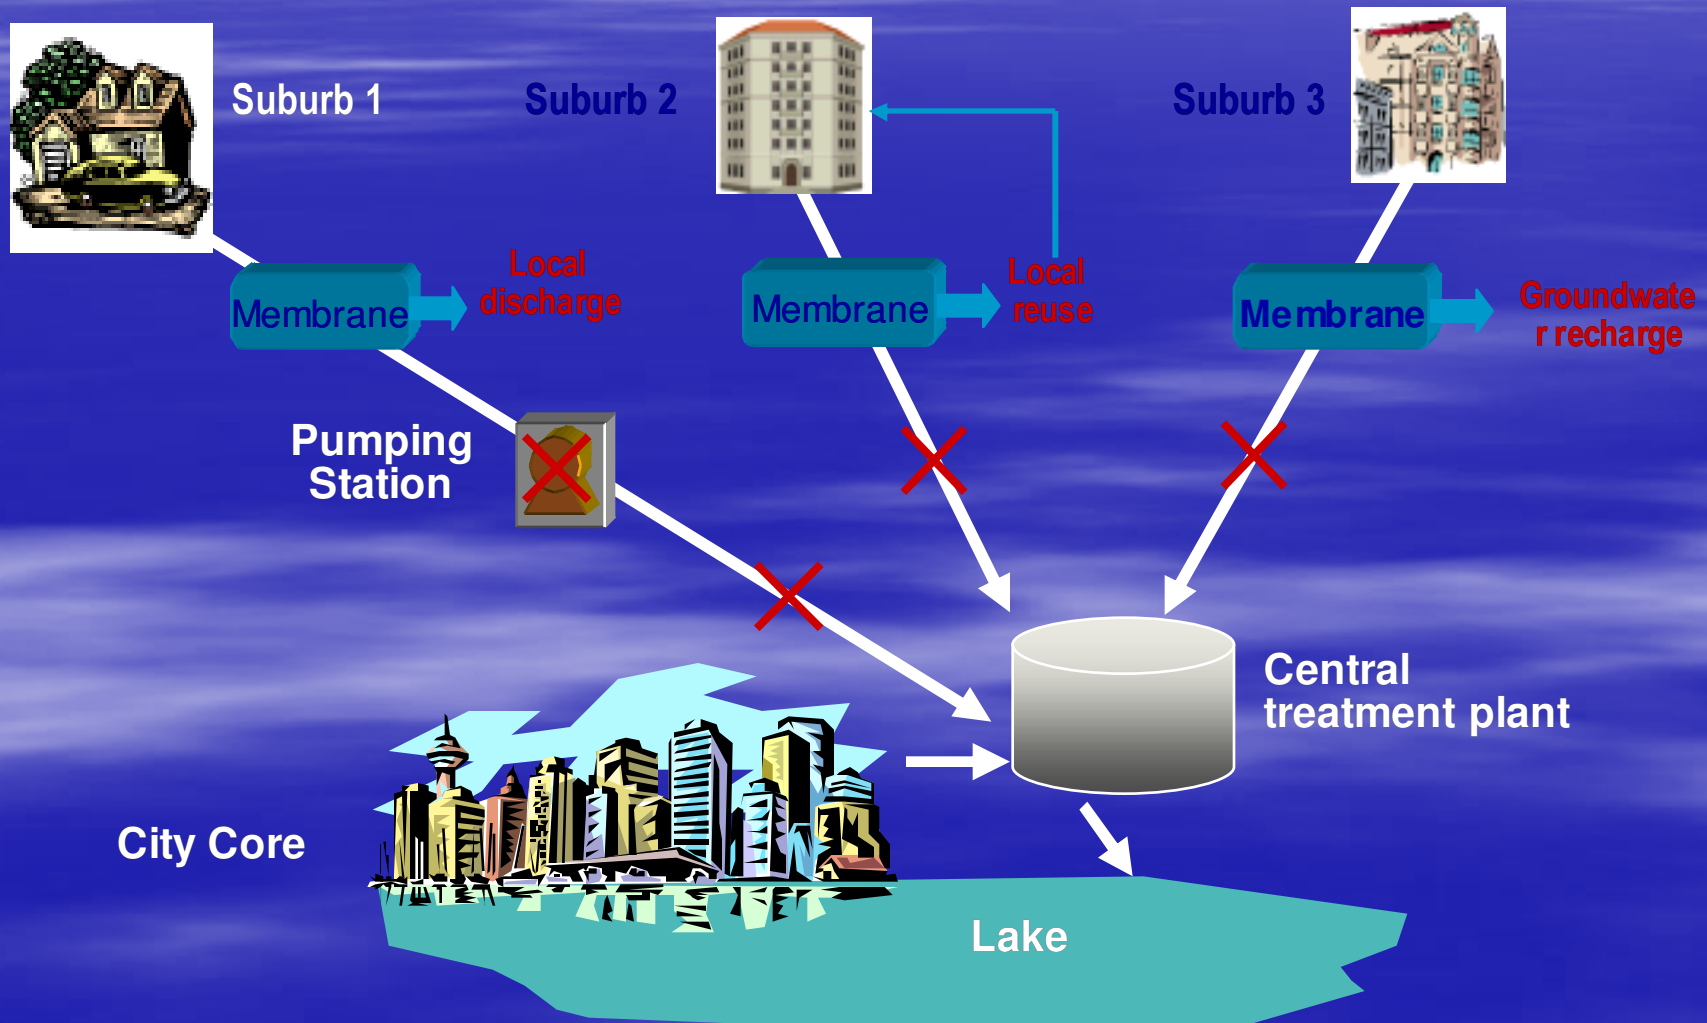 Suburb 1
Suburb 2
Suburb 3
Membrane
Local
discharge
Membrane
Local
reuse
Membrane
Groundwate
r recharge
Pumping
Station
Central
treatment plant
City Core
Lake